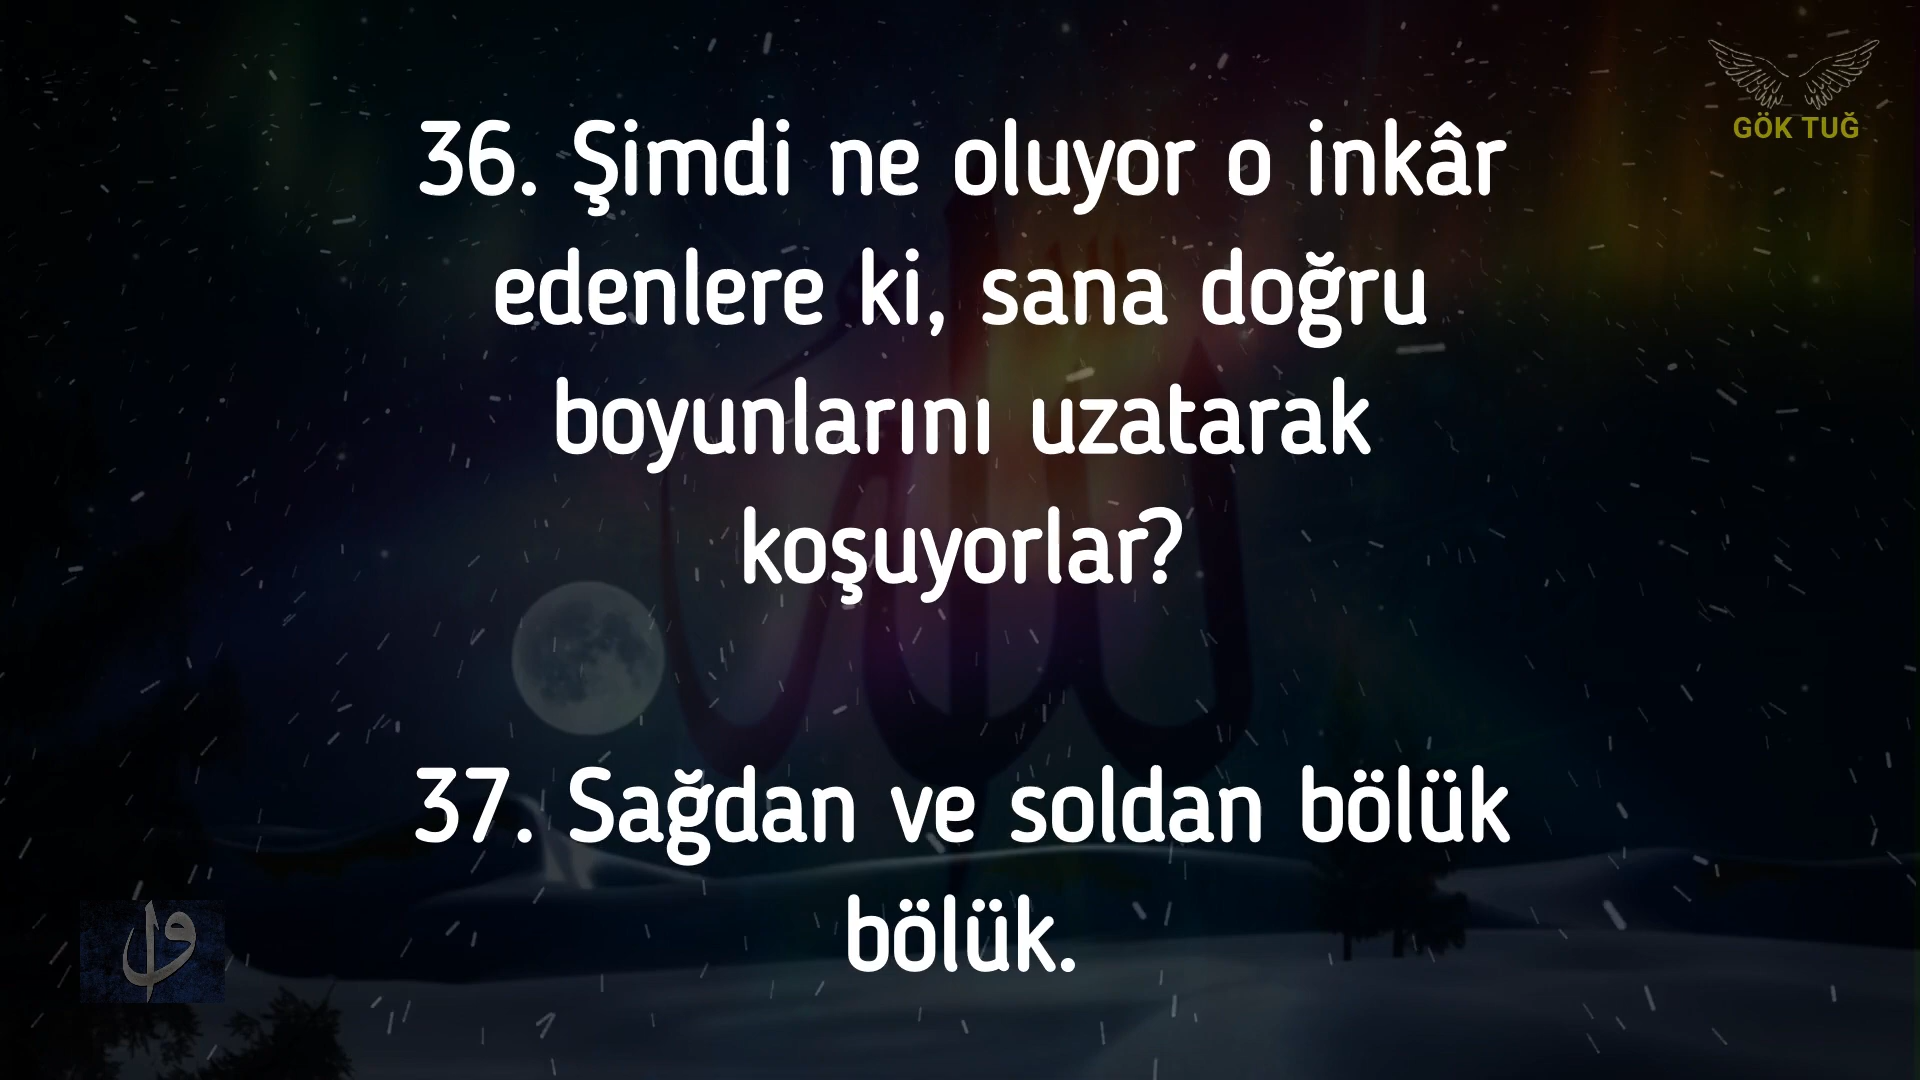 GÖK TUĞ
36. Şimdi ne oluyor o inkâr
edenlere ki, sana doğru
boyunlarını uzatarak
koşuyorlar?
37. Sağdan ve soldan bölük
bölük.
الله